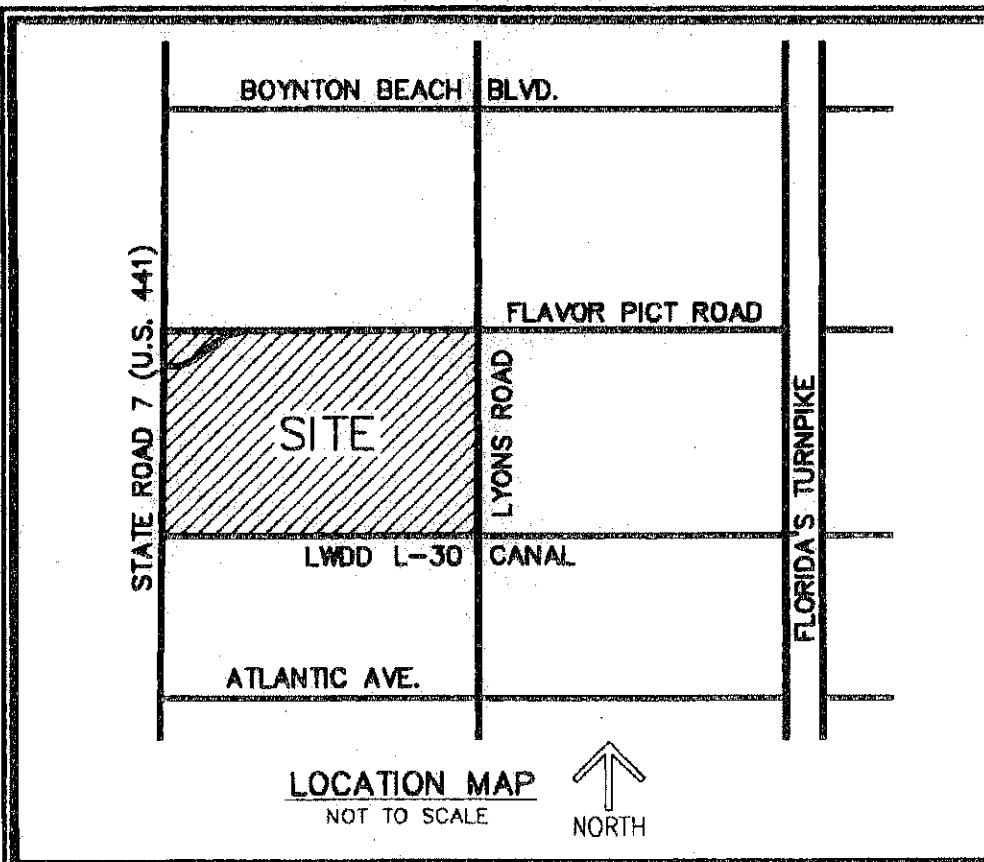 BOYNTON BEACH BLVD.
STATE ROAD 7 (U.S. 441)
FLAVOR PICT ROAD
SITE
LYONS ROAD
FLORIDA'S TURNPIKE
LWDD L-30 CANAL
ATLANTIC AVE.
LOCATION MAP
NOT TO SCALE
NORTH